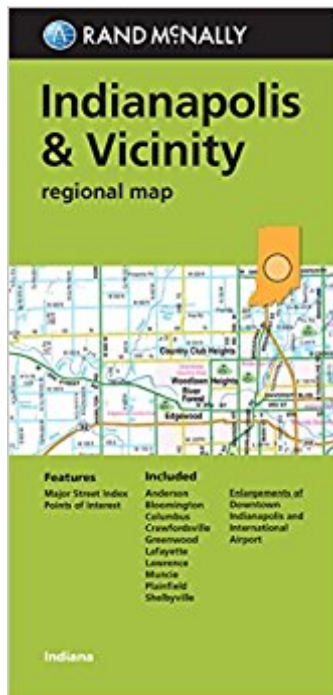 RAND McNALLY
Indianapolis
& Vicinity
regional map
Country Club Heights
Woodlawn Heights
River
Forest
Edgewood
Features
Major Street Index
Points of Interest
Included
Anderson
Bloomington
Columbus
Crawfordsville
Greenwood
Lafayette
Lawrence
Muncie
Plainfield
Shelbyville
Enlargements of
Downtown
Indianapolis and
International
Airport
Indiana